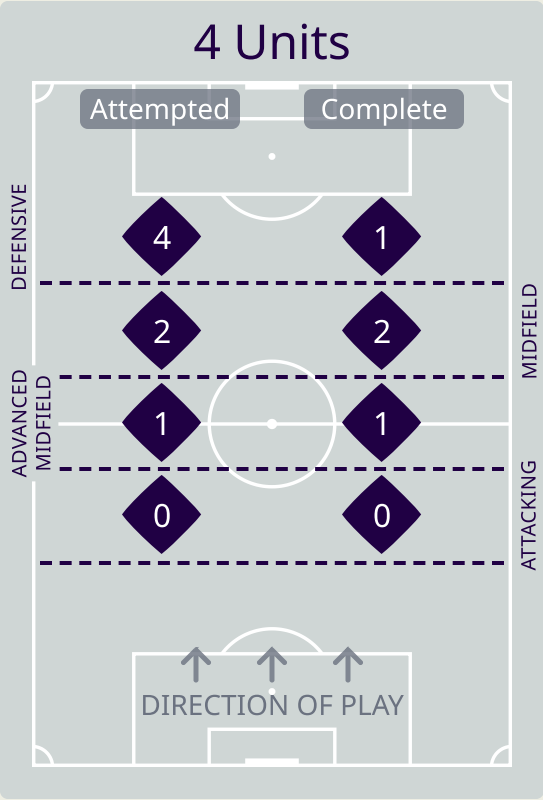 4 Units
Attempted
Complete
DEFENSIVE
4
1
MIDFIELD
2
2
ADVANCED
MIDFIELD
1
1
ATTACKING
0
0
DIRECTION OF PLAY